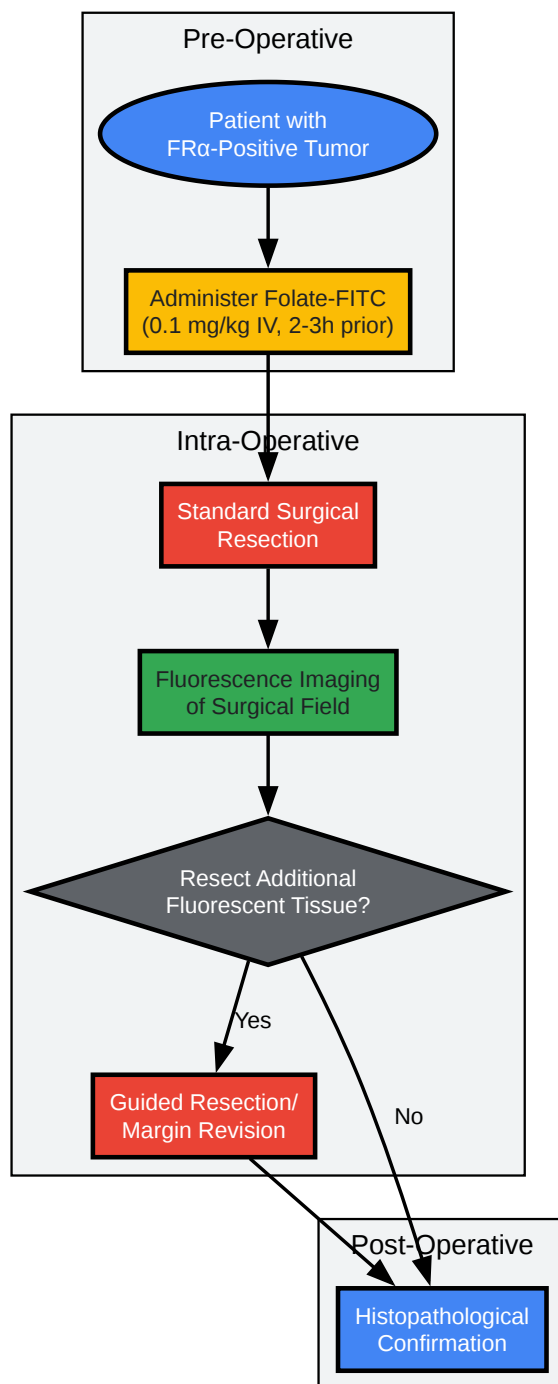 Pre-Operative
Patient with
FRα-Positive Tumor
Administer Folate-FITC
(0.1 mg/kg IV, 2-3h prior)
Intra-Operative
Standard Surgical
Resection
Fluorescence Imaging
of Surgical Field
Resect Additional
Fluorescent Tissue?
Yes
Guided Resection/
Margin Revision
No
Post-Operative
Histopathological
Confirmation